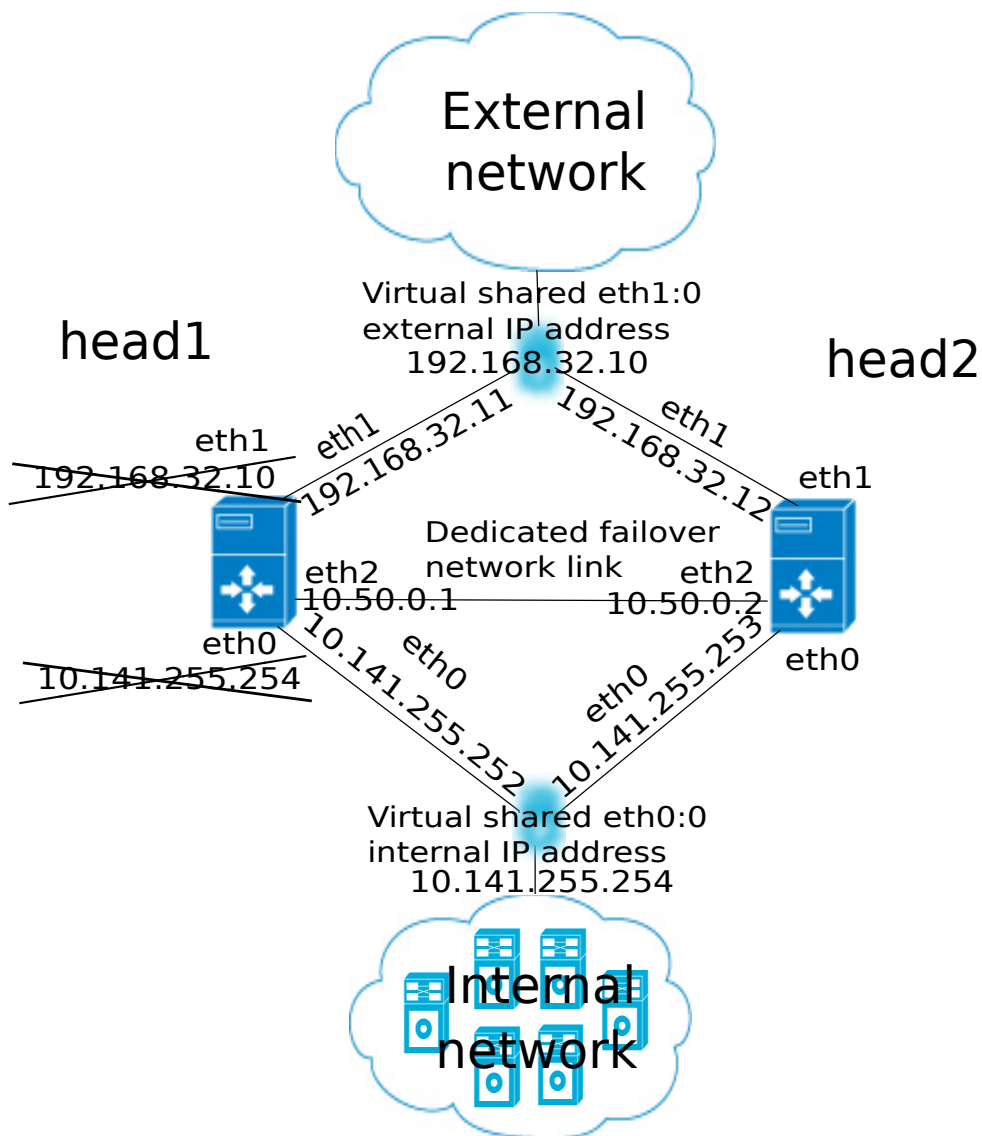 External
network
Virtual shared eth1:0
external IP address
192.168.32.10
head1
head2
eth1
192.168.32.10
eth1
192.168.32.11
eth1
192.168.32.12
eth1
Dedicated failover
network link
eth2
10.50.0.1
eth2
10.50.0.2
eth0
10.141.255.254
eth0
10.141.255.252
eth0
10.141.255.253
eth0
Virtual shared eth0:0
internal IP address
10.141.255.254
Internal
network